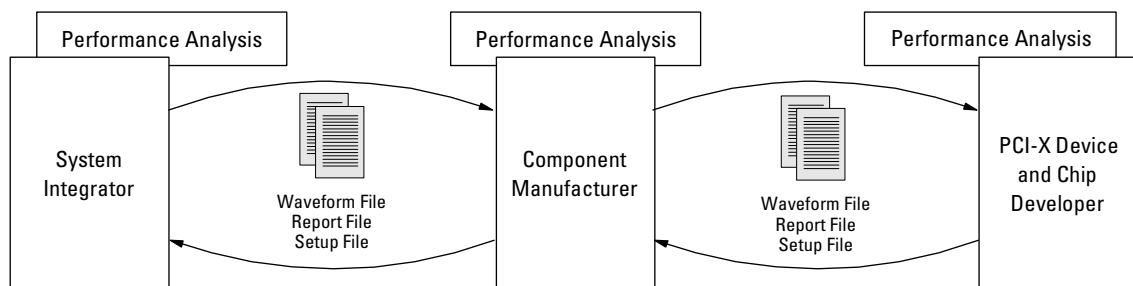 Performance Analysis
Performance Analysis
Performance Analysis
System
Integrator
Waveform File
Report File
Setup File
Component
Manufacturer
Waveform File
Report File
Setup File
PCI-X Device
and Chip
Developer